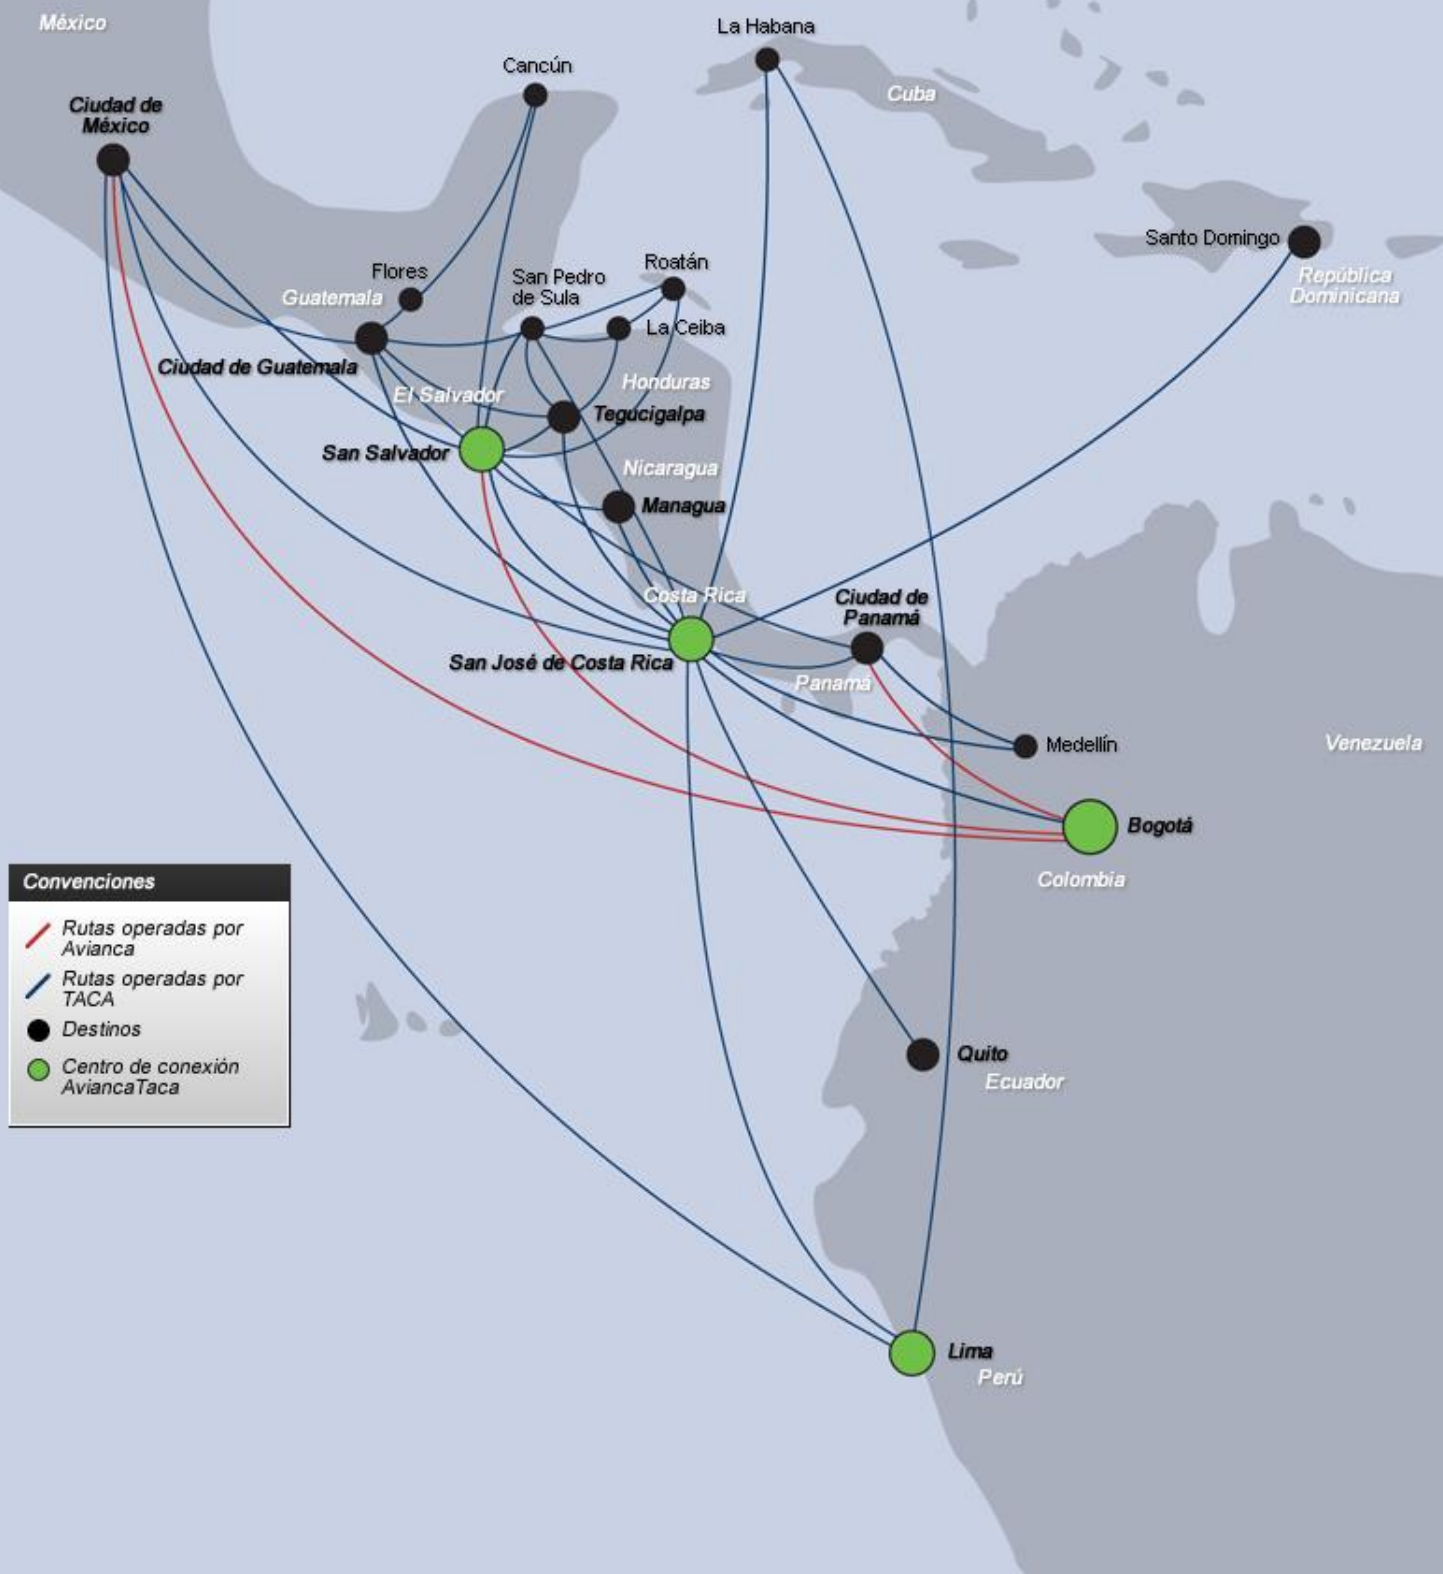 México
La Habana
Cancún
Cuba
Ciudad de
México
Santo Domingo
República
Dominicana
Flores
Guatemala
San Pedro
de Sula
Roatán
La Ceiba
Ciudad de Guatemala
El Salvador
Honduras
Tegucigalpa
San Salvador
Nicaragua
Managua
Costa Rica
Ciudad de
Panamá
San José de Costa Rica
Panamá
Medellín
Venezuela
Bogotá
Colombia
Convenciones
Rutas operadas por
Avianca
Rutas operadas por
TACA
Destinos
Centro de conexión
AviancaTaca
Quito
Ecuador
Lima
Perú